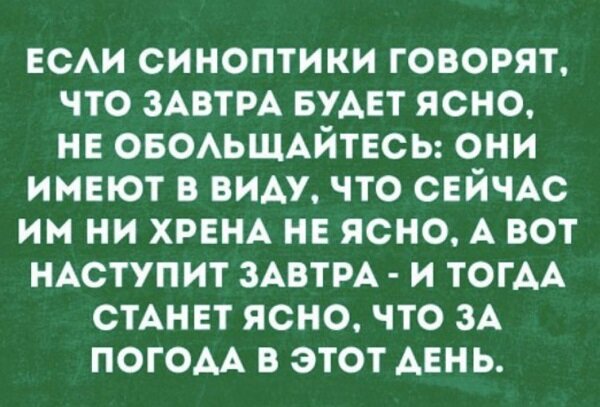 ЕСЛИ СИНОПТИКИ ГОВОРЯТ,
ЧТО ЗАВТРА БУДЕТ ЯСНО,
НЕ ОБОЛЬЩАЙТЕСЬ: ОНИ
ИМЕЮТ В ВИДУ, ЧТО СЕЙЧАС
ИМ НИ ХРЕНА НЕ ЯСНО, А ВОТ
НАСТУПИТ ЗАВТРА - И ТОГДА
СТАНЕТ ЯСНО, ЧТО ЗА
ПОГОДА В ЭТОТ ДЕНЬ.